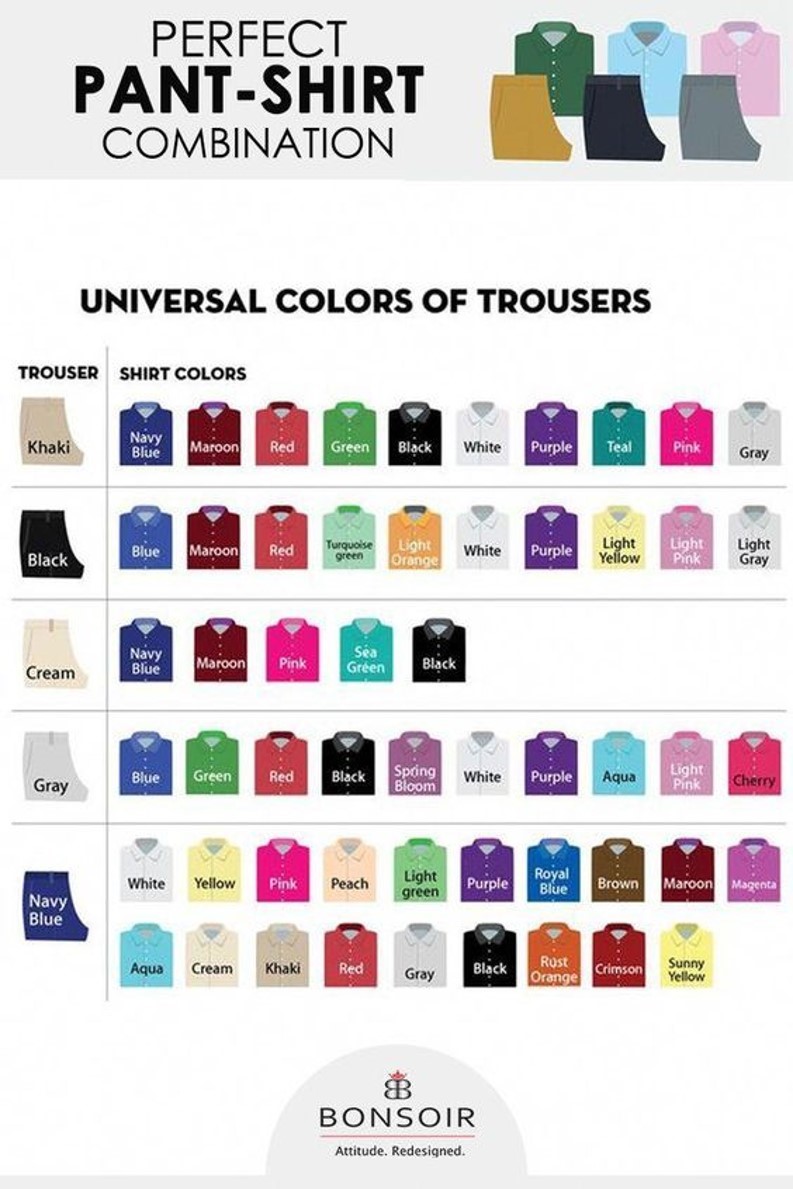 PERFECT
PANT-SHIRT
COMBINATION
UNIVERSAL COLORS OF TROUSERS
TROUSER SHIRT COLORS
Khaki Navy Blue Maroon Red Green Black White Purple Teal Pink Gray
Black Blue Maroon Red Turquoise green Light Orange White Purple Light Yellow Light Pink Light Gray
Cream Navy Blue Maroon Pink Sea Green Black
Gray Blue Green Red Black Spring Bloom White Purple Aqua Light Pink Cherry
Navy Blue
White Yellow Pink Peach Light green Purple Royal Blue Brown Maroon Magenta
Aqua Cream Khaki Red Gray Black Rust Orange Crimson Sunny Yellow
BB
BONSOIR
Attitude. Redesigned.